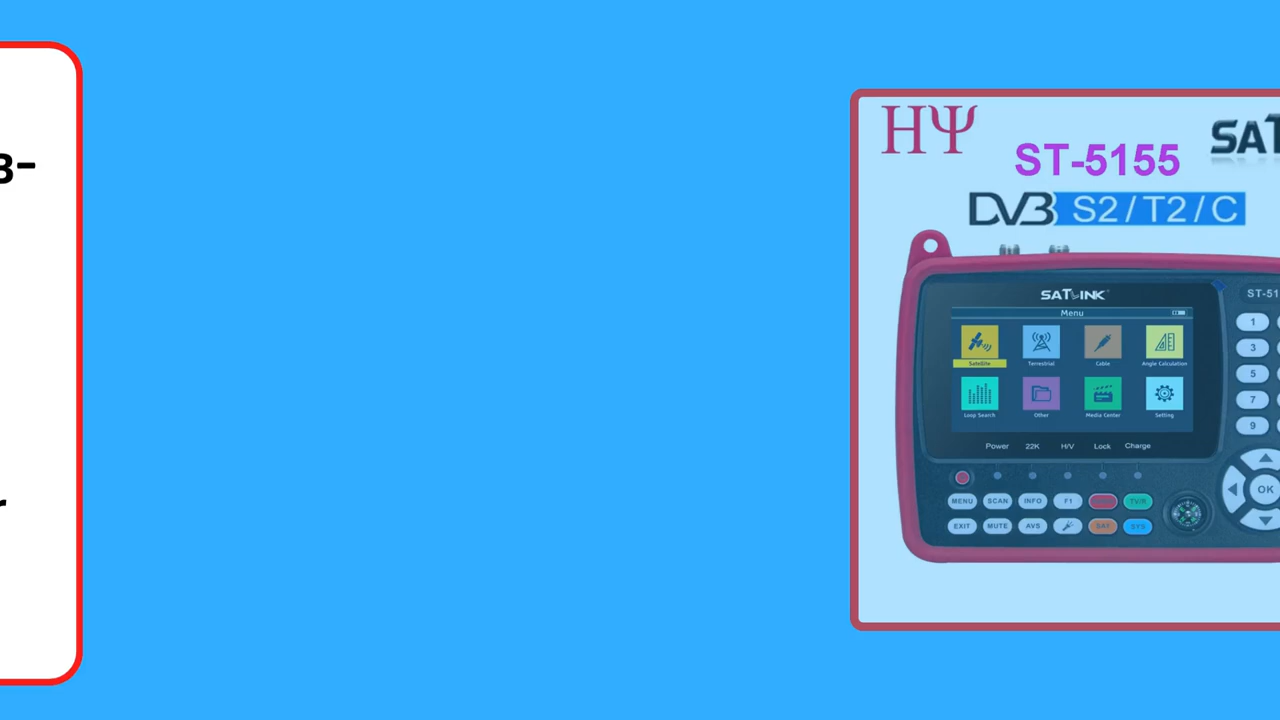 B-
r
HΨ
ST-5155
SAT
DVB S2/T2/C
SATLINK
ST-51
Menu
Satellite
Terrestrial
Cable
Angle Calculation
Loop Search
Other
Media Center
Setting
1
3
5
7
9
Power 22K H/V Lock Charge
MENU SCAN INFO F1 TV/R
EXIT MUTE AVS SAT SYS
OK